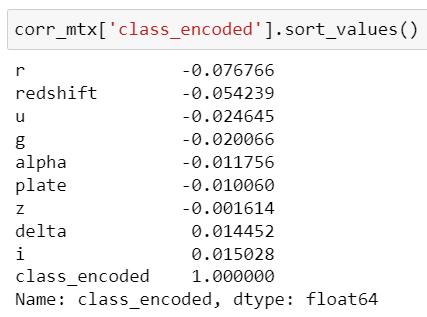 corr_mtx['class_encoded'].sort_values()
r -0.076766
redshift -0.054239
u -0.024645
g -0.020066
alpha -0.011756
plate -0.010060
z -0.001614
delta 0.014452
i 0.015028
class_encoded 1.000000
Name: class_encoded, dtype: float64